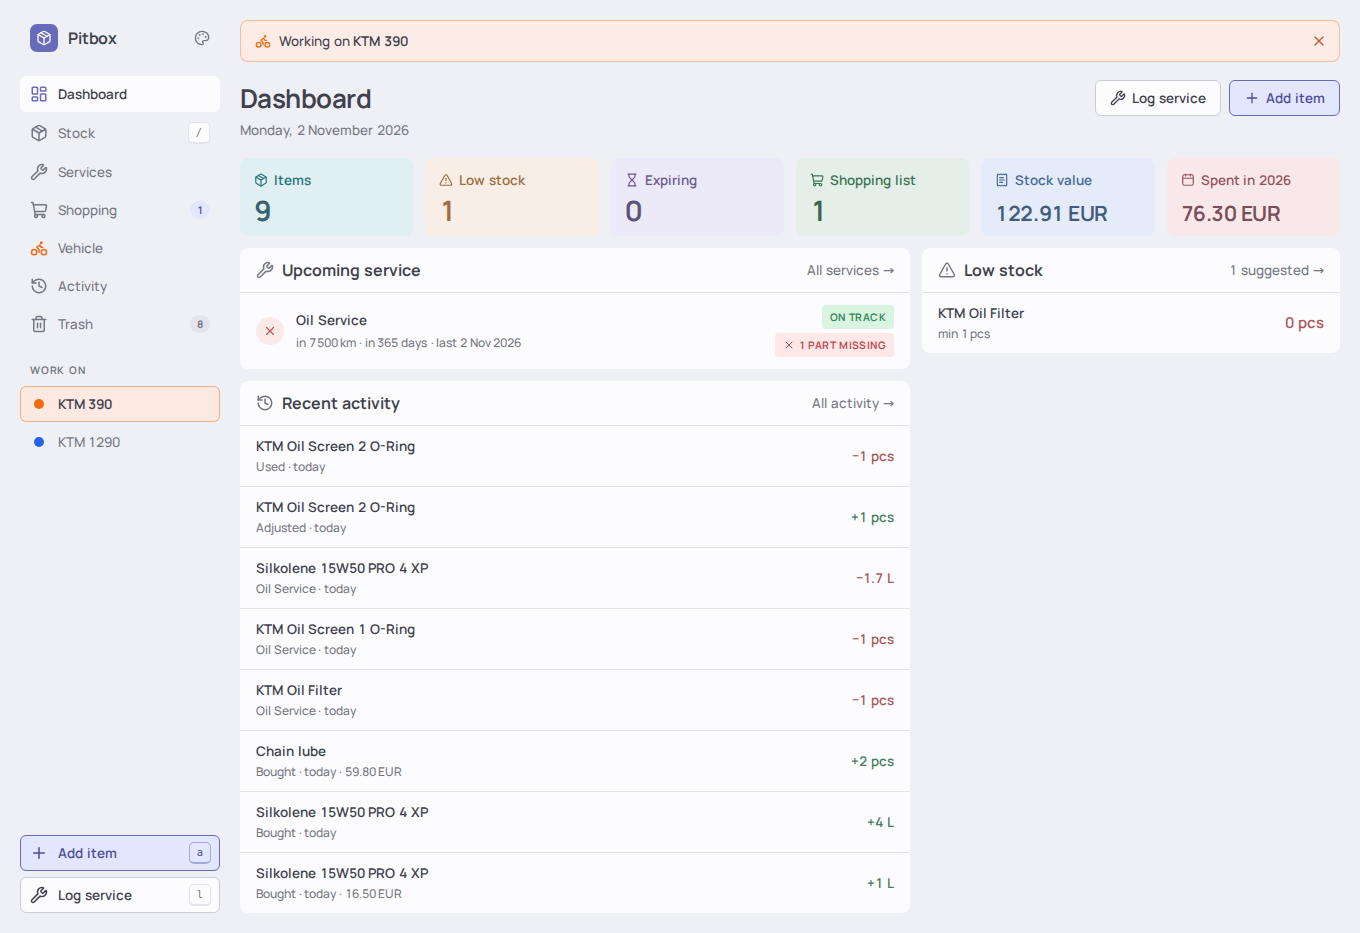 Pitbox
Dashboard
Stock /
Services
Shopping 1
Vehicle
Activity
Trash 8
WORK ON
KTM 390
KTM 1290
Add item a
Log service l
Working on KTM 390
Dashboard
Monday, 2 November 2026
Log service
Add item
Items
9
Low stock
1
Expiring
0
Shopping list
1
Stock value
122.91 EUR
Spent in 2026
76.30 EUR
Upcoming service
All services →
Oil Service
in 7 500 km · in 365 days · last 2 Nov 2026
ON TRACK
1 PART MISSING
Low stock
1 suggested →
KTM Oil Filter
min 1 pcs
0 pcs
Recent activity
All activity →
KTM Oil Screen 2 O-Ring
Used · today
−1 pcs
KTM Oil Screen 2 O-Ring
Adjusted · today
+1 pcs
Silkolene 15W50 PRO 4 XP
Oil Service · today
−1.7 L
KTM Oil Screen 1 O-Ring
Oil Service · today
−1 pcs
KTM Oil Filter
Oil Service · today
−1 pcs
Chain lube
Bought · today · 59.80 EUR
+2 pcs
Silkolene 15W50 PRO 4 XP
Bought · today
+4 L
Silkolene 15W50 PRO 4 XP
Bought · today · 16.50 EUR
+1 L